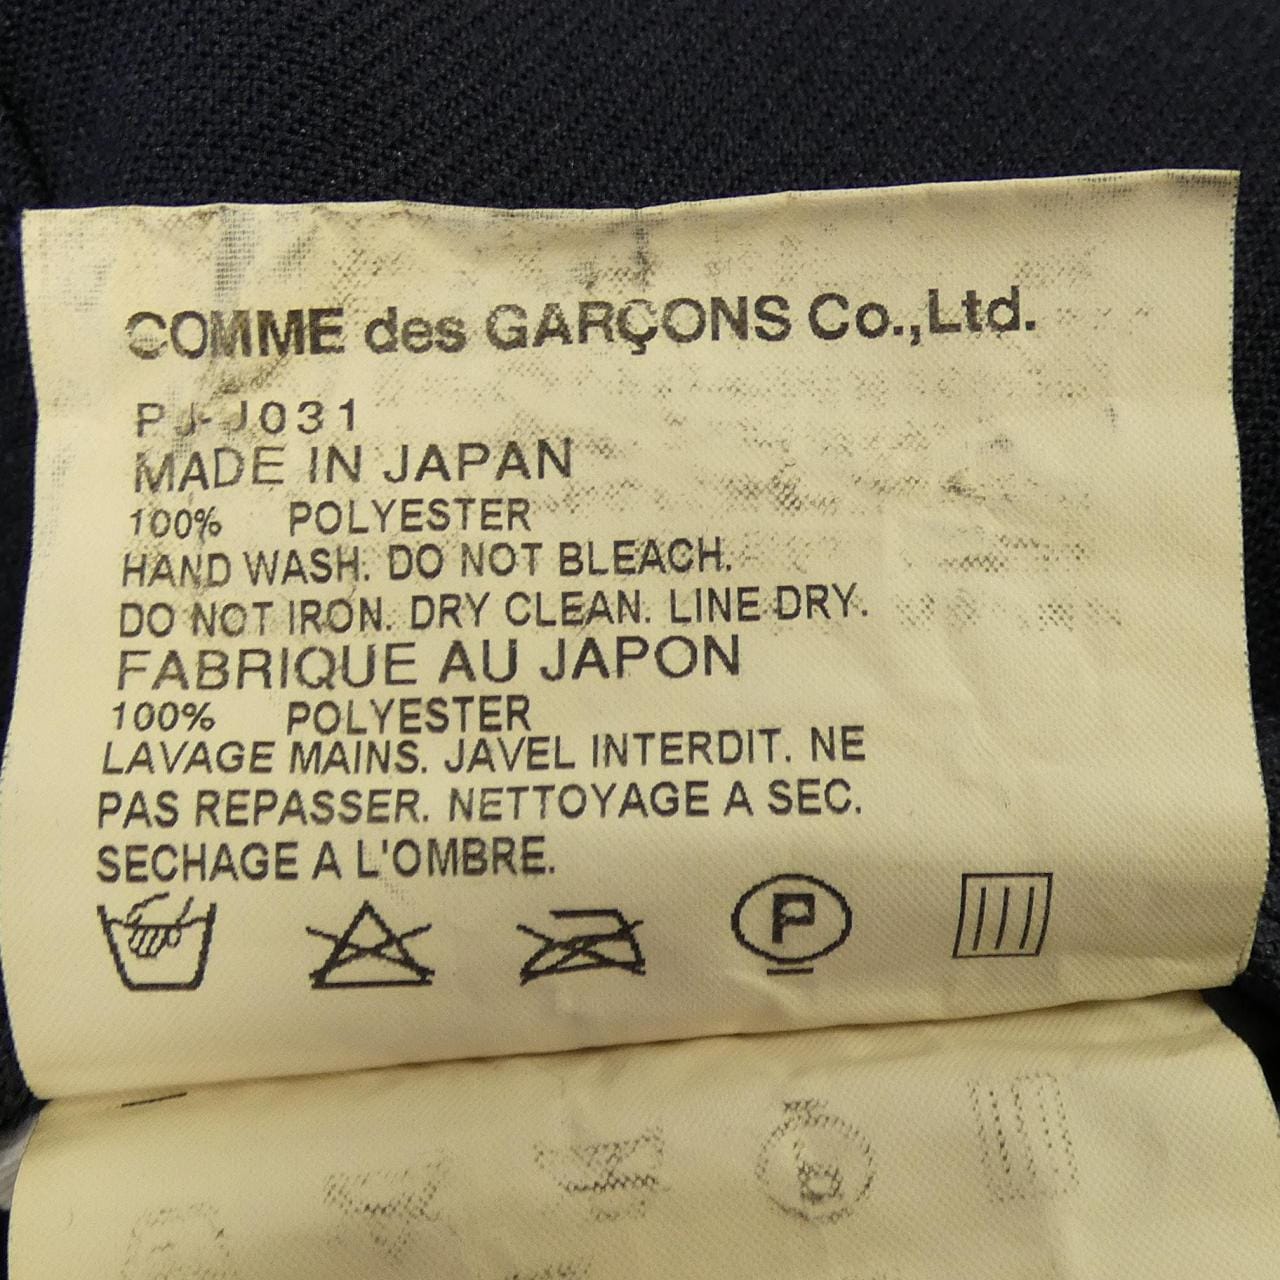 COMME des GARÇONS Co.,Ltd.
PJ-J031
MADE IN JAPAN
100% POLYESTER
HAND WASH. DO NOT BLEACH.
DO NOT IRON. DRY CLEAN. LINE DRY.
FABRIQUE AU JAPON
100% POLYESTER
LAVAGE MAINS. JAVEL INTERDIT. NE
PAS REPASSER. NETTOYAGE A SEC.
SECHAGE A L'OMBRE.
P